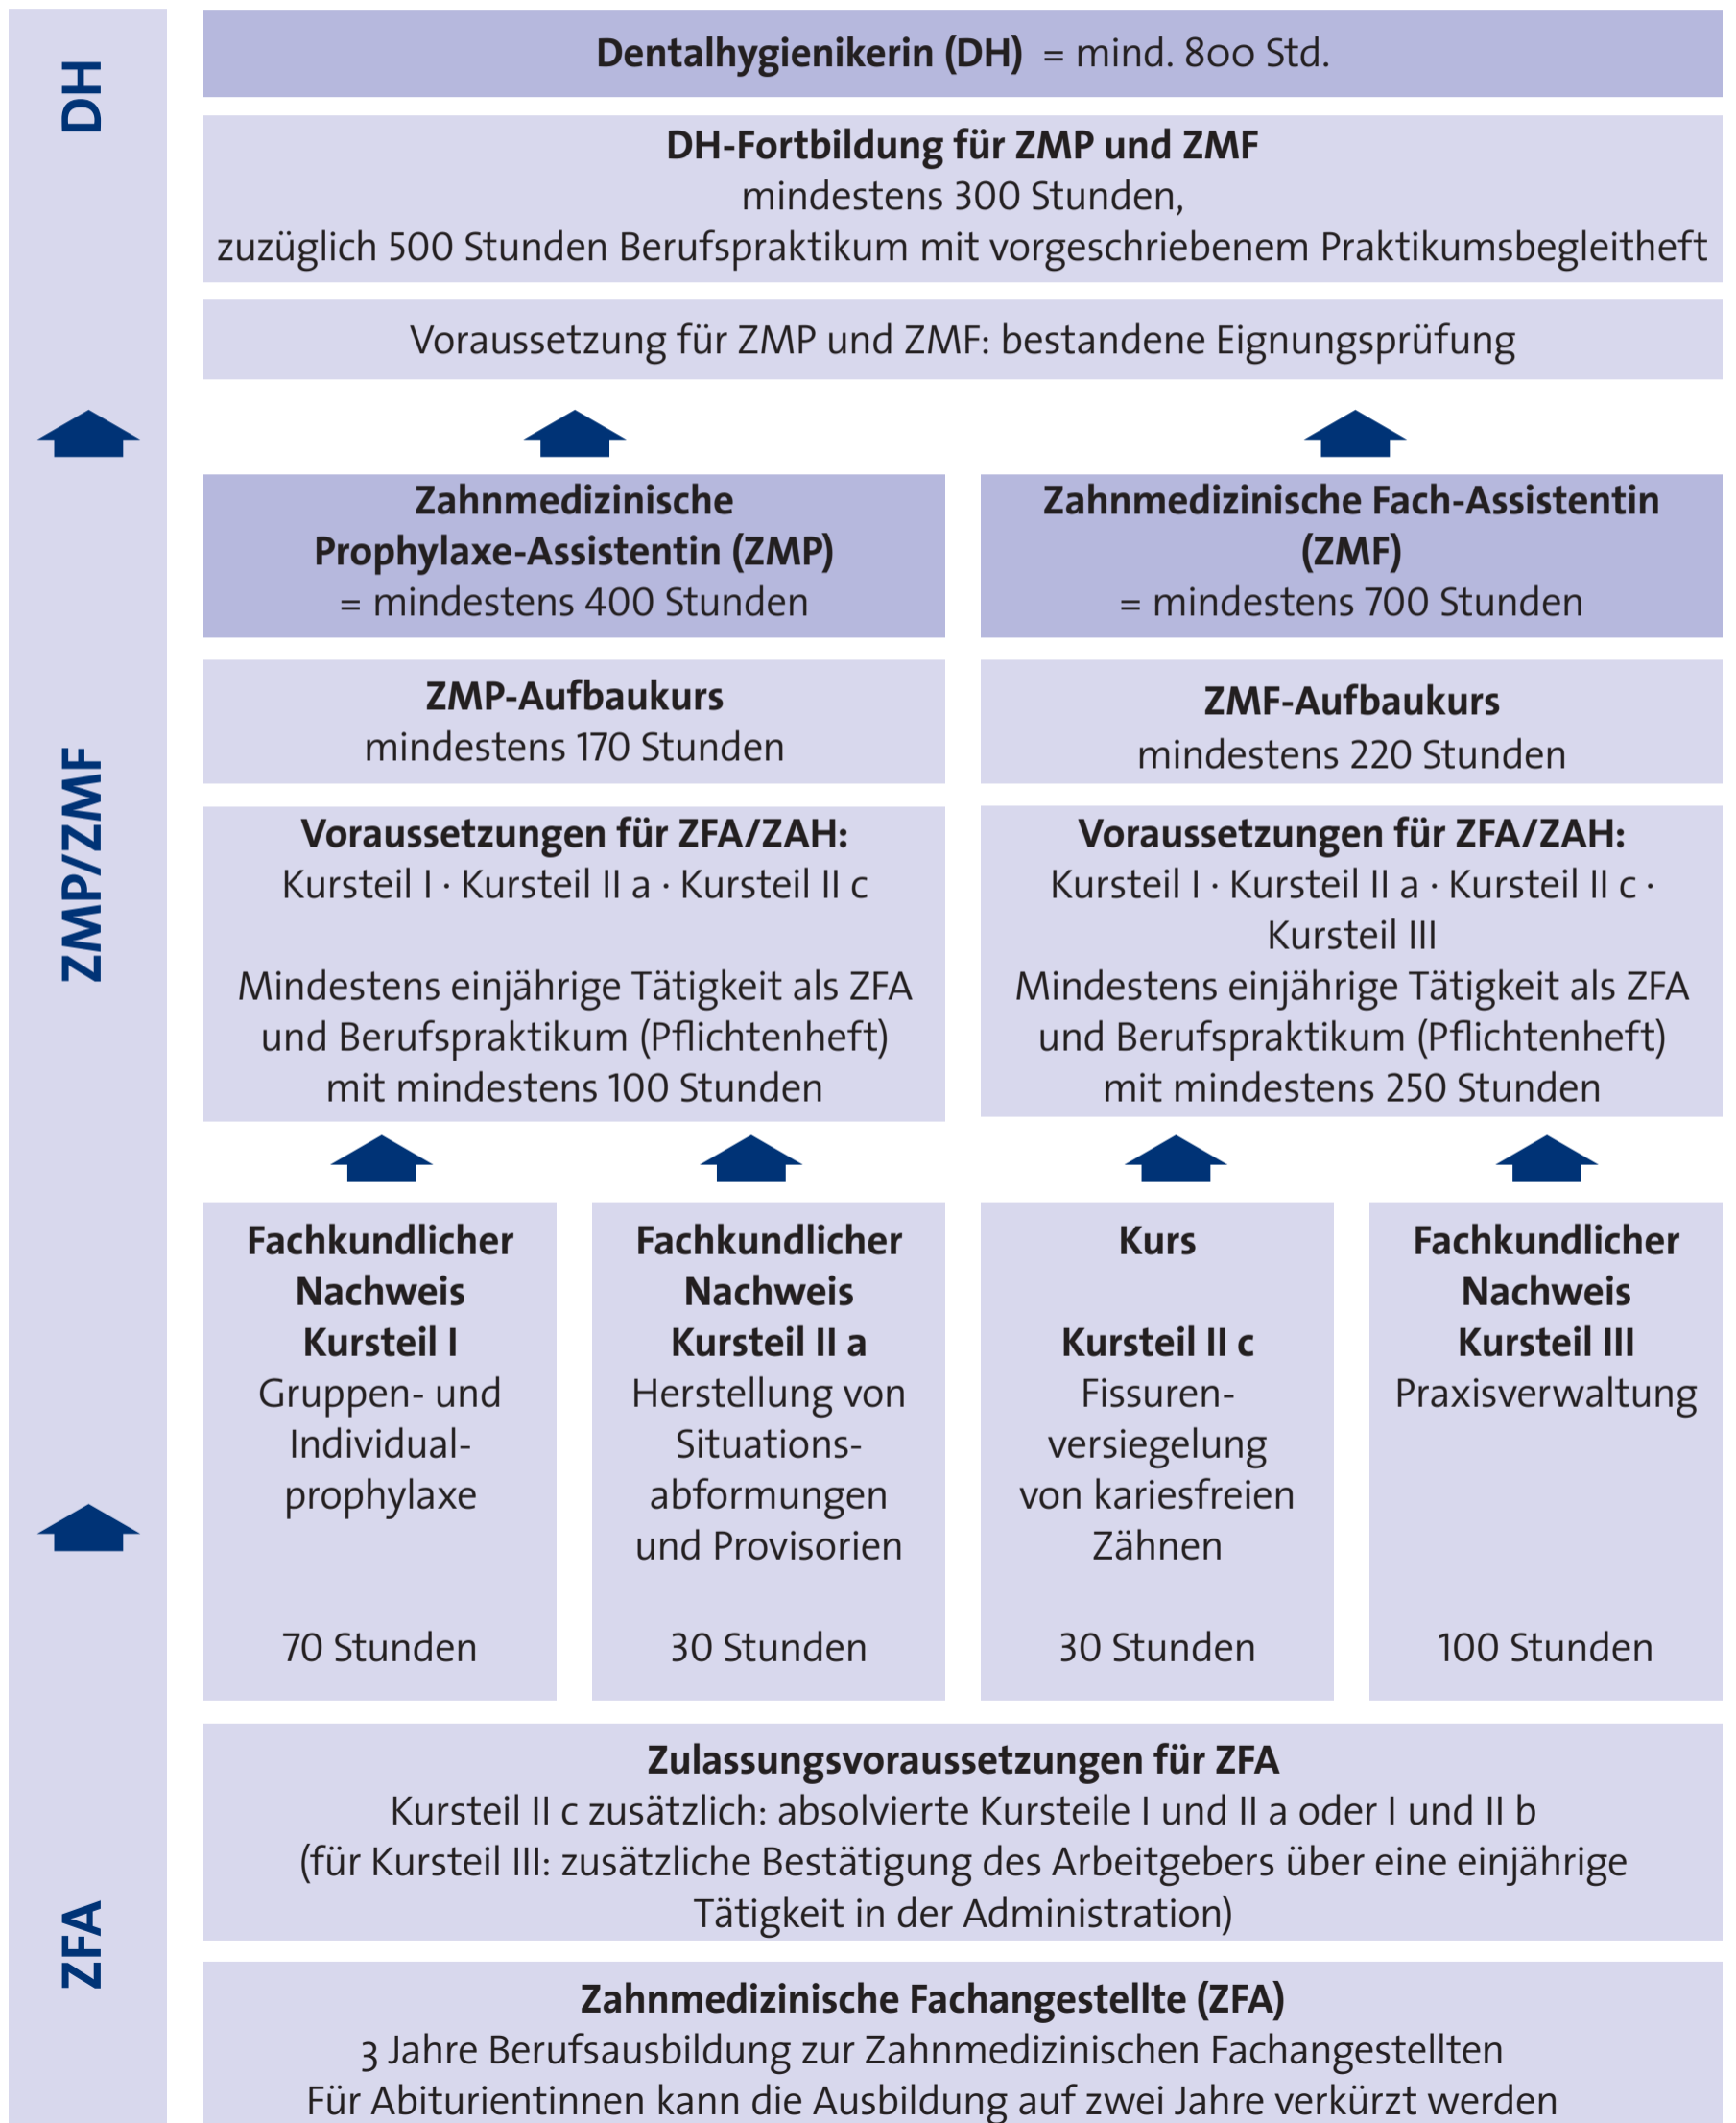 DH
Dentalhygienikerin (DH) = mind. 800 Std.
DH-Fortbildung für ZMP und ZMF
mindestens 300 Stunden,
zuzüglich 500 Stunden Berufspraktikum mit vorgeschriebenem Praktikumsbegleitheft
Voraussetzung für ZMP und ZMF: bestandene Eignungsprüfung
ZMP/ZMF
Zahnmedizinische
Prophylaxe-Assistentin (ZMP)
= mindestens 400 Stunden
Zahnmedizinische Fach-Assistentin
(ZMF)
= mindestens 700 Stunden
ZMP-Aufbaukurs
mindestens 170 Stunden
ZMF-Aufbaukurs
mindestens 220 Stunden
Voraussetzungen für ZFA/ZAH:
Kursteil I · Kursteil II a · Kursteil II c
Mindestens einjährige Tätigkeit als ZFA
und Berufspraktikum (Pflichtenheft)
mit mindestens 100 Stunden
Voraussetzungen für ZFA/ZAH:
Kursteil I · Kursteil II a · Kursteil II c ·
Kursteil III
Mindestens einjährige Tätigkeit als ZFA
und Berufspraktikum (Pflichtenheft)
mit mindestens 250 Stunden
Fachkundlicher
Nachweis
Kursteil I
Gruppen- und
Individual-
prophylaxe
70 Stunden
Fachkundlicher
Nachweis
Kursteil II a
Herstellung von
Situations-
abformungen
und Provisorien
30 Stunden
Kurs
Kursteil II c
Fissuren-
versiegelung
von kariesfreien
Zähnen
30 Stunden
Fachkundlicher
Nachweis
Kursteil III
Praxisverwaltung
100 Stunden
ZFA
Zulassungsvoraussetzungen für ZFA
Kursteil II c zusätzlich: absolvierte Kursteile I und II a oder I und II b
(für Kursteil III: zusätzliche Bestätigung des Arbeitgebers über eine einjährige
Tätigkeit in der Administration)
Zahnmedizinische Fachangestellte (ZFA)
3 Jahre Berufsausbildung zur Zahnmedizinischen Fachangestellten
Für Abiturientinnen kann die Ausbildung auf zwei Jahre verkürzt werden